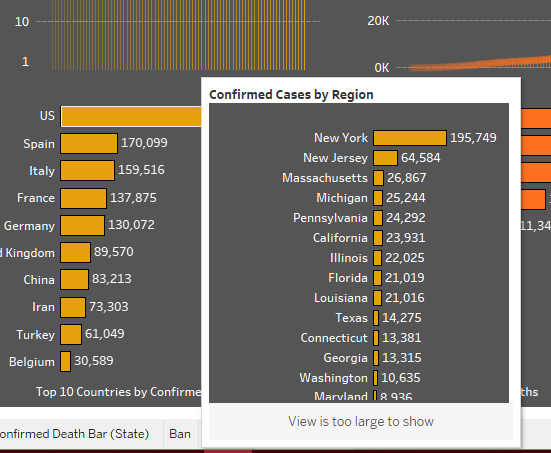 10
1
20K
0K
US
Spain 170,099
Italy 159,516
France 137,875
Germany 130,072
Kingdom 89,570
China 83,213
Iran 73,303
Turkey 61,049
Belgium 30,589
Top 10 Countries by Confirme
Confirmed Cases by Region
New York 195,749
New Jersey 64,584
Massachusetts 26,867
Michigan 25,244
Pennsylvania 24,292
California 23,931
Illinois 22,025
Florida 21,019
Louisiana 21,016
Texas 14,275
Connecticut 13,381
Georgia 13,315
Washington 10,635
Maryland 8,936
View is too large to show
11,34
ths
onfirmed Death Bar (State)
Ban